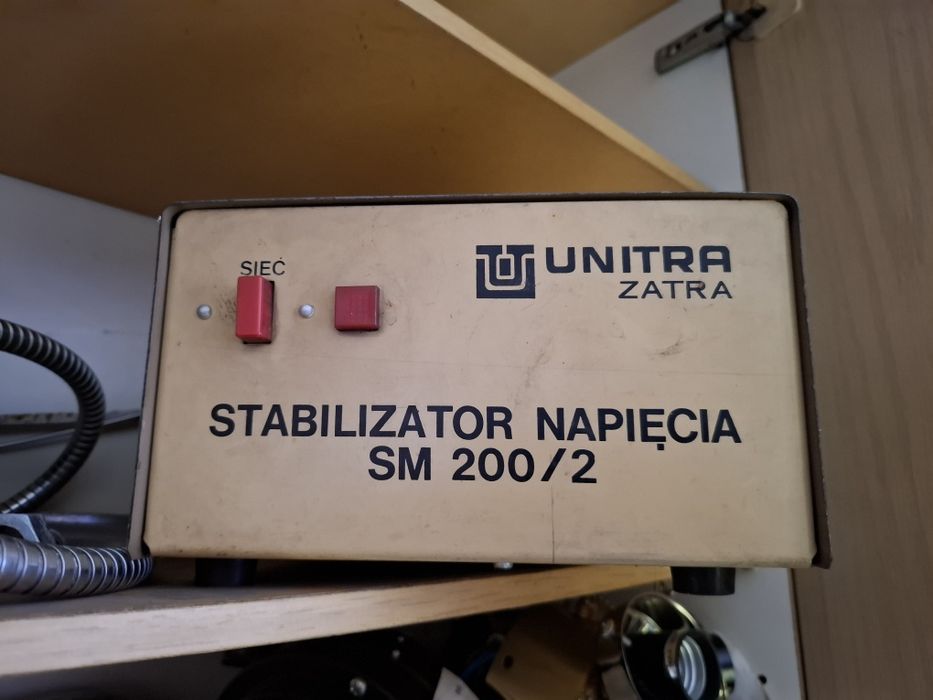 SIEĆ
UNITRA
ZATRA
STABILIZATOR NAPIĘCIA
SM 200/2